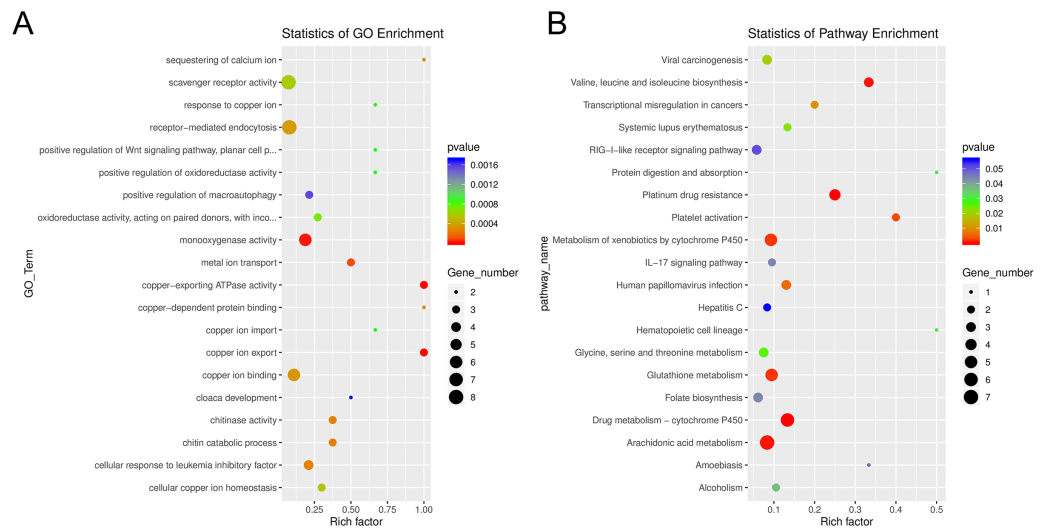 A
Statistics of GO Enrichment
GO_Term
sequestering of calcium ion
scavenger receptor activity
response to copper ion
receptor−mediated endocytosis
positive regulation of Wnt signaling pathway, planar cell p...
positive regulation of oxidoreductase activity
positive regulation of macroautophagy
oxidoreductase activity, acting on paired donors, with inco...
monooxygenase activity
metal ion transport
copper−exporting ATPase activity
copper−dependent protein binding
copper ion import
copper ion export
copper ion binding
cloaca development
chitinase activity
chitin catabolic process
cellular response to leukemia inhibitory factor
cellular copper ion homeostasis
0.25 0.50 0.75 1.00
Rich factor
pvalue
0.0016
0.0012
0.0008
0.0004
Gene_number
2
3
4
5
6
7
8
B
Statistics of Pathway Enrichment
pathway_name
Viral carcinogenesis
Valine, leucine and isoleucine biosynthesis
Transcriptional misregulation in cancers
Systemic lupus erythematosus
RIG−I−like receptor signaling pathway
Protein digestion and absorption
Platinum drug resistance
Platelet activation
Metabolism of xenobiotics by cytochrome P450
IL−17 signaling pathway
Human papillomavirus infection
Hepatitis C
Hematopoietic cell lineage
Glycine, serine and threonine metabolism
Glutathione metabolism
Folate biosynthesis
Drug metabolism − cytochrome P450
Arachidonic acid metabolism
Amoebiasis
Alcoholism
0.1 0.2 0.3 0.4 0.5
Rich factor
pvalue
0.05
0.04
0.03
0.02
0.01
Gene_number
1
2
3
4
5
6
7